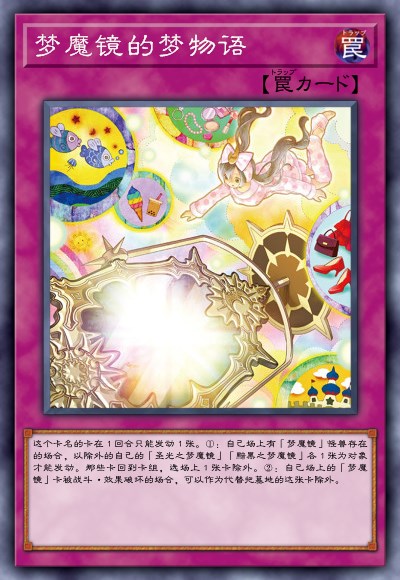 梦魔镜的梦物语
トラップ
罠
トラップ
【罠カード】
这个卡名的卡在1回合只能发动1张。①：自己场上有「梦魔镜」怪兽存在
的场合，以除外的自己的「圣光之梦魔镜」「黯黑之梦魔镜」各1张为对象
才能发动。那些卡回到卡组，选场上1张卡除外。②：自己场上的「梦魔
镜」卡被战斗·效果破坏的场合，可以作为代替把墓地的这张卡除外。